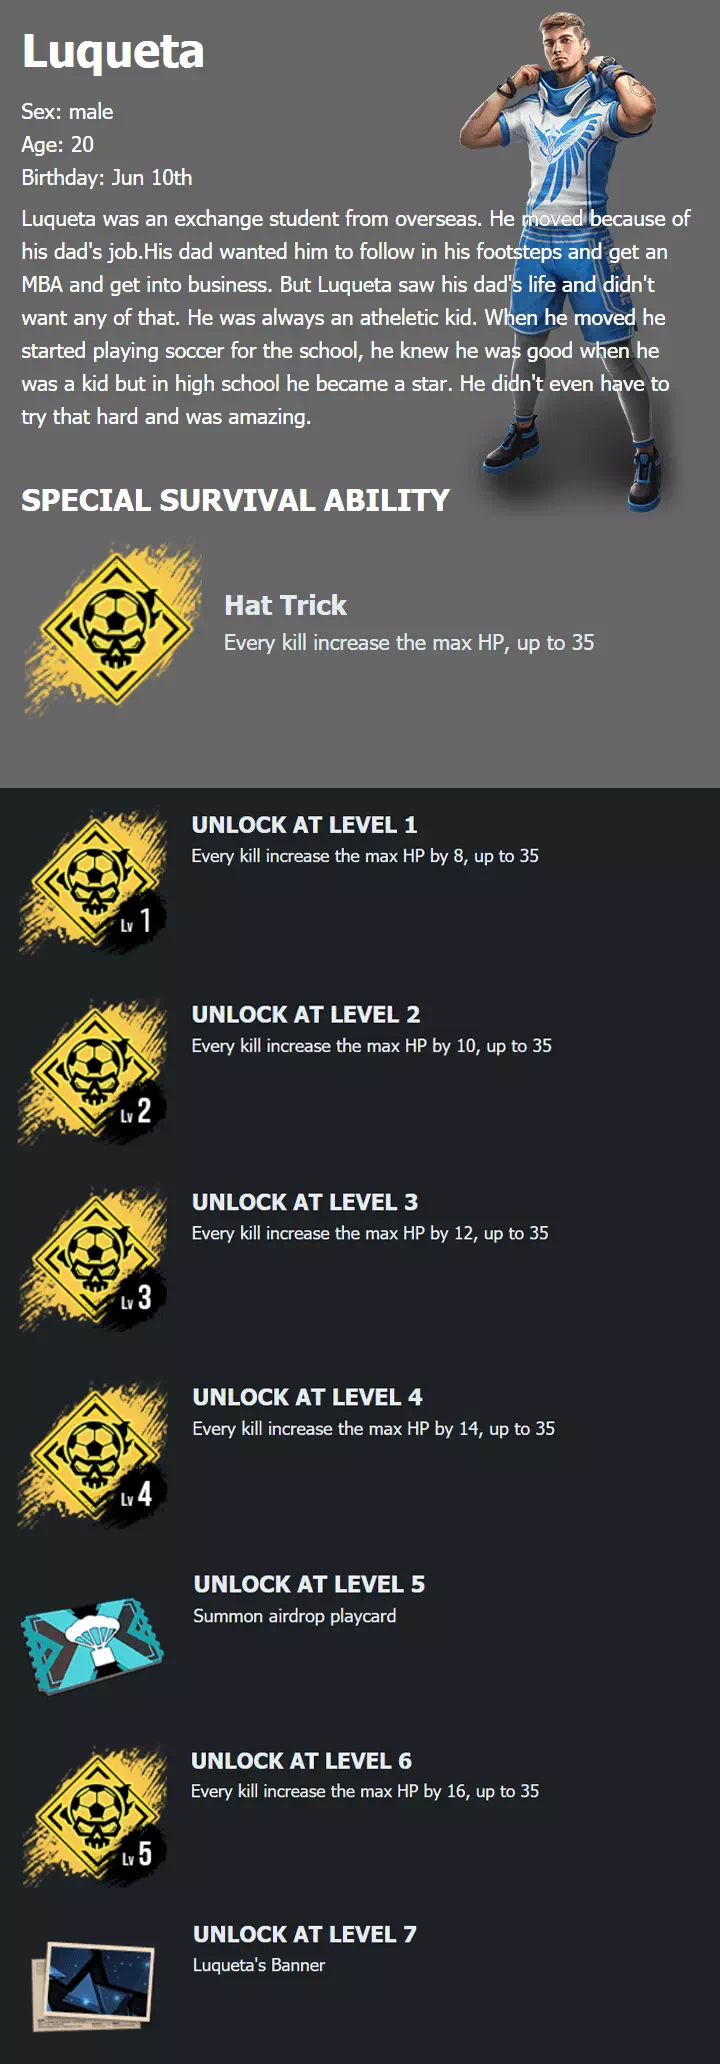 Luqueta
Sex: male
Age: 20
Birthday: Jun 10th
Luqueta was an exchange student from overseas. He moved because of
his dad's job.His dad wanted him to follow in his footsteps and get an
MBA and get into business. But Luqueta saw his dad's life and didn't
want any of that. He was always an atheletic kid. When he moved he
started playing soccer for the school, he knew he was good when he
was a kid but in high school he became a star. He didn't even have to
try that hard and was amazing.
SPECIAL SURVIVAL ABILITY
Hat Trick
Every kill increase the max HP, up to 35
UNLOCK AT LEVEL 1
Every kill increase the max HP by 8, up to 35
Lv 1
UNLOCK AT LEVEL 2
Every kill increase the max HP by 10, up to 35
Lv 2
UNLOCK AT LEVEL 3
Every kill increase the max HP by 12, up to 35
Lv 3
UNLOCK AT LEVEL 4
Every kill increase the max HP by 14, up to 35
Lv 4
UNLOCK AT LEVEL 5
Summon airdrop playcard
UNLOCK AT LEVEL 6
Every kill increase the max HP by 16, up to 35
Lv 5
UNLOCK AT LEVEL 7
Luqueta's Banner